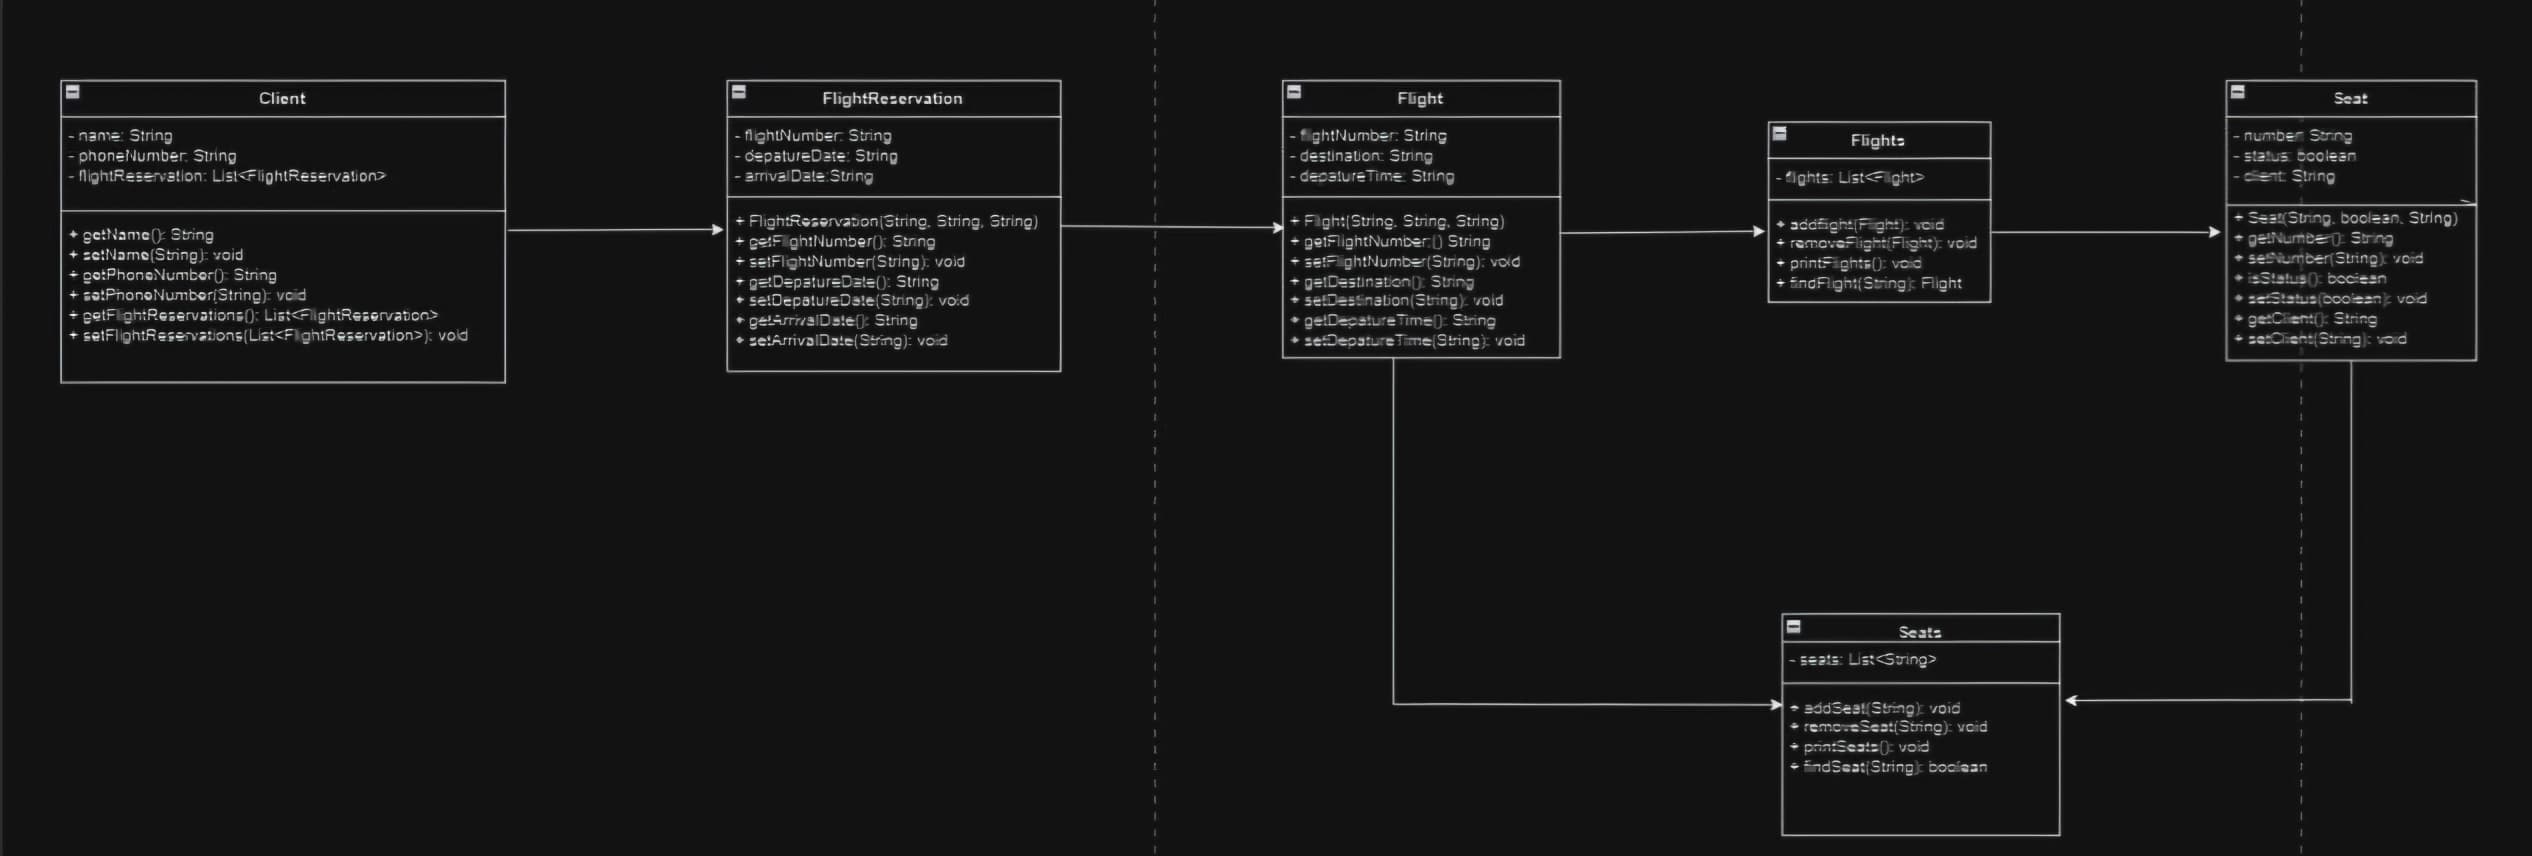 Client
- name: String
- phoneNumber: String
- flightReservation: List<FlightReservation>
+ getName(): String
+ setName(String): void
+ getPhoneNumber(): String
+ setPhoneNumber(String): void
+ getFlightReservations(): List<FlightReservation>
+ setFlightReservations(List<FlightReservation>): void
FlightReservation
- flightNumber: String
- depatureDate: String
- arrivalDate:String
+ FlightReservation(String, String, String)
+ getFlightNumber(): String
+ setFlightNumber(String): void
+ getDepatureDate(): String
+ setDepatureDate(String): void
+ getArrivalDate(): String
+ setArrivalDate(String): void
Flight
- flightNumber: String
- destination: String
- depatureTime: String
+ Flight(String, String, String)
+ getFlightNumber:() String
+ setFlightNumber(String): void
+ getDestination(): String
+ setDestination(String): void
+ getDepatureTime(): String
+ setDepatureTime(String): void
Flights
- flights: List<Flight>
+ addflight(Flight): void
+ removeFlight(Flight): void
+ printFlights(): void
+ findFlight(String): Flight
Seat
- number: String
- status: boolean
- client: String
+ Seat(String, boolean, String)
+ getNumber(): String
+ setNumber(String): void
+ isStatus(): boolean
+ setStatus(boolean): void
+ getClient(): String
+ setClient(String): void
Seats
- seats: List<String>
+ addSeat(String): void
+ removeSeat(String): void
+ printSeats(): void
+ findSeat(String): boolean